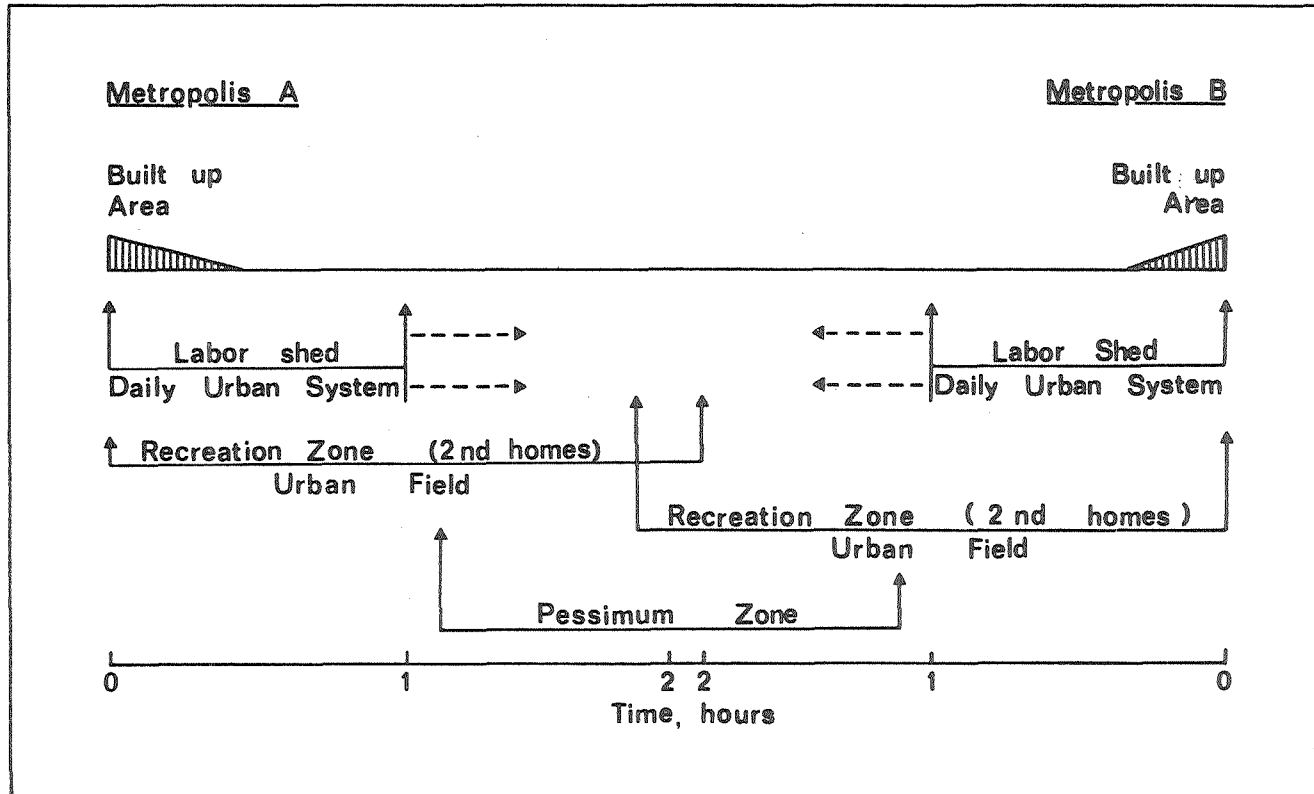 Metropolis A
Metropolis B
Built up
Area
Built up
Area
Labor shed
Daily Urban System
Labor Shed
Daily Urban System
Recreation Zone (2nd homes)
Urban Field
Recreation Zone ( 2 nd homes )
Urban Field
Pessimum Zone
0 1 2 2 1 0
Time, hours